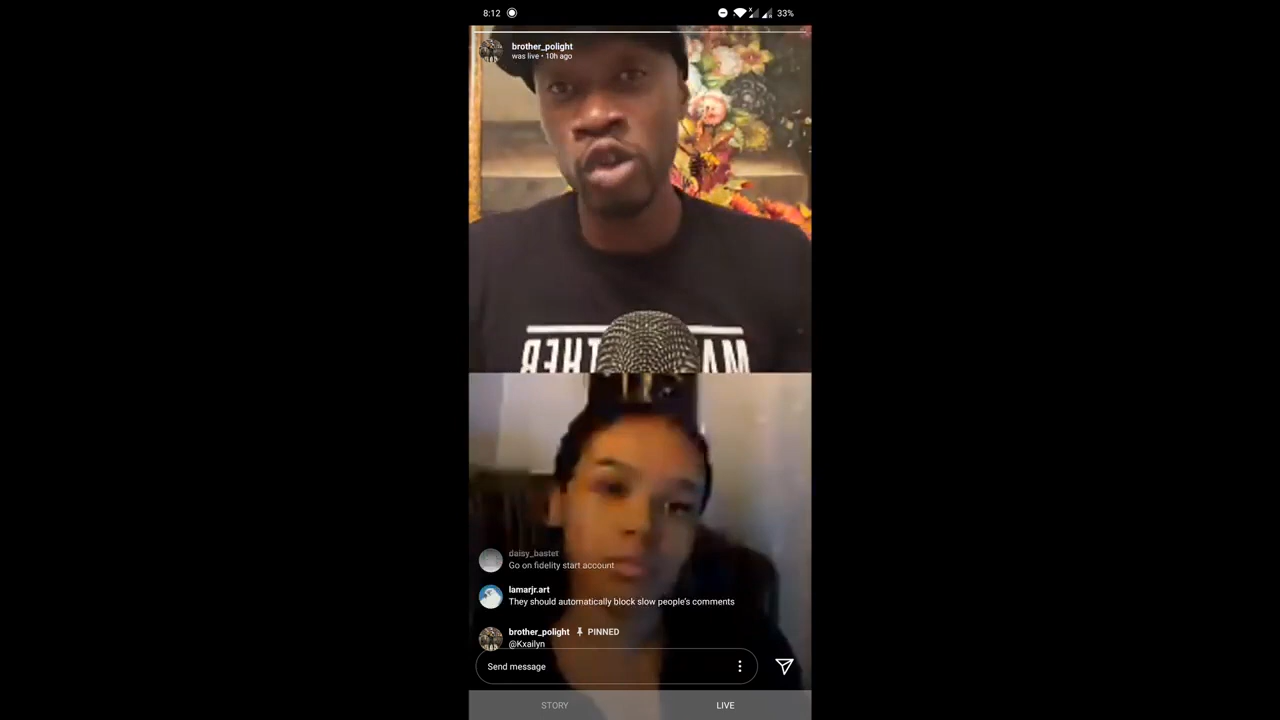 8:12
33%
brother_polight
was live • 10h ago
daisy_bastet
Go on fidelity start account
lamarjr.art
They should automatically block slow people's comments
brother_polight PINNED
@Kxailyn
Send message
STORY LIVE